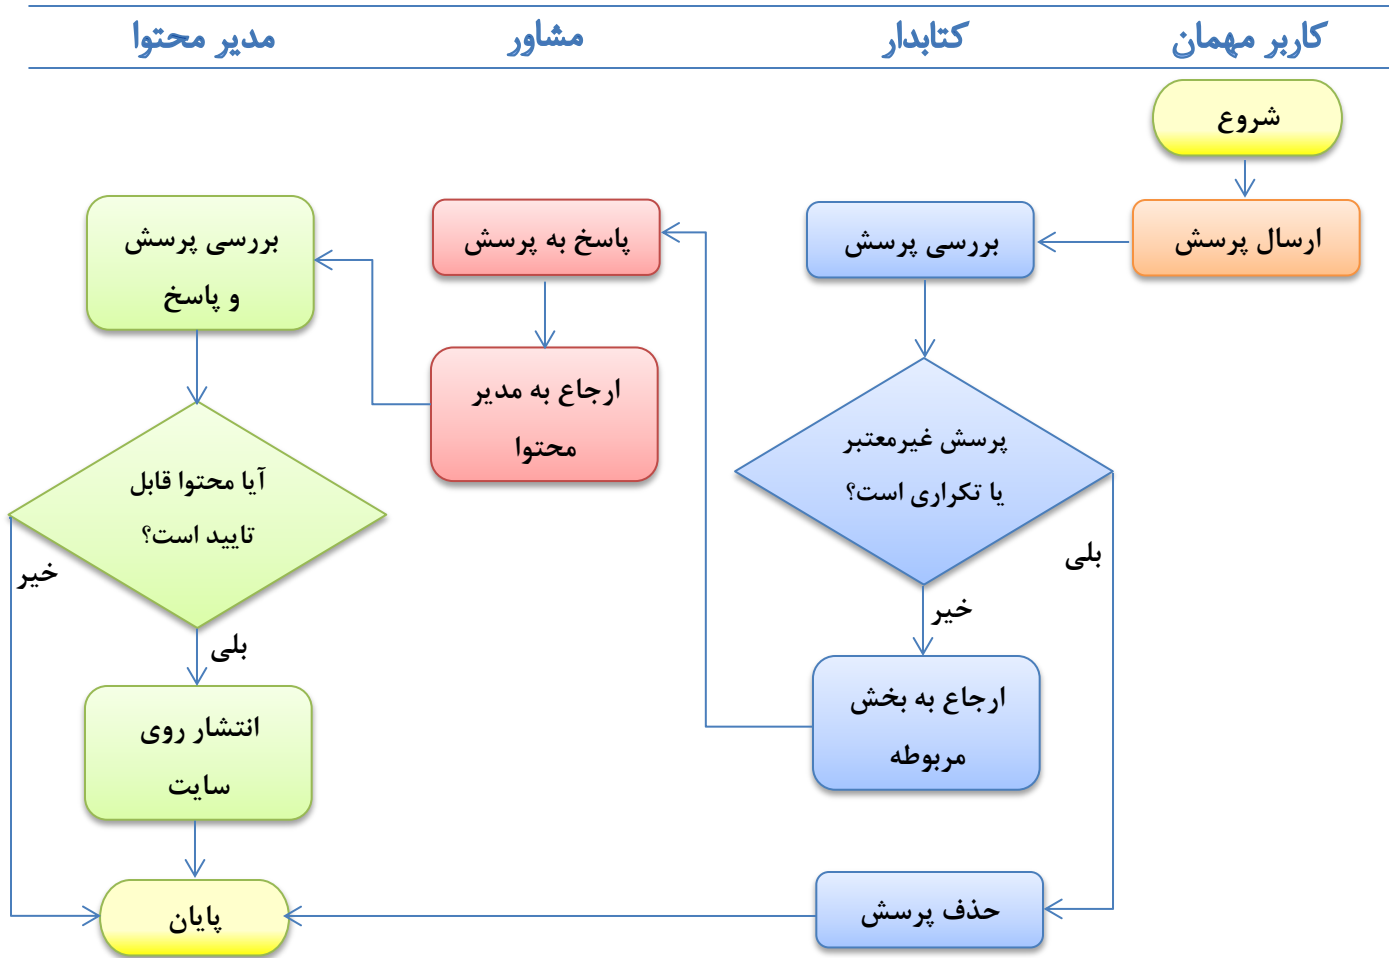 کاربر مهمان
کتابدار
مشاور
مدیر محتوا
شروع
ارسال پرسش
بررسی پرسش
پرسش غیرمعتبر
یا تکراری است؟
بلی
خیر
ارجاع به بخش
مربوطه
حذف پرسش
پاسخ به پرسش
ارجاع به مدیر
محتوا
بررسی پرسش
و پاسخ
آیا محتوا قابل
تایید است؟
خیر
بلی
انتشار روی
سایت
پایان